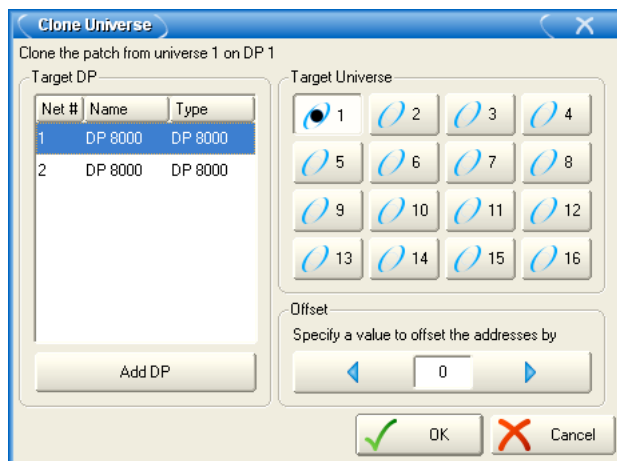 Clone Universe
Clone the patch from universe 1 on DP 1
Target DP
Net # Name Type
1 DP 8000 DP 8000
2 DP 8000 DP 8000
Add DP
Target Universe
1 2 3 4
5 6 7 8
9 10 11 12
13 14 15 16
Offset
Specify a value to offset the addresses by
0
OK Cancel